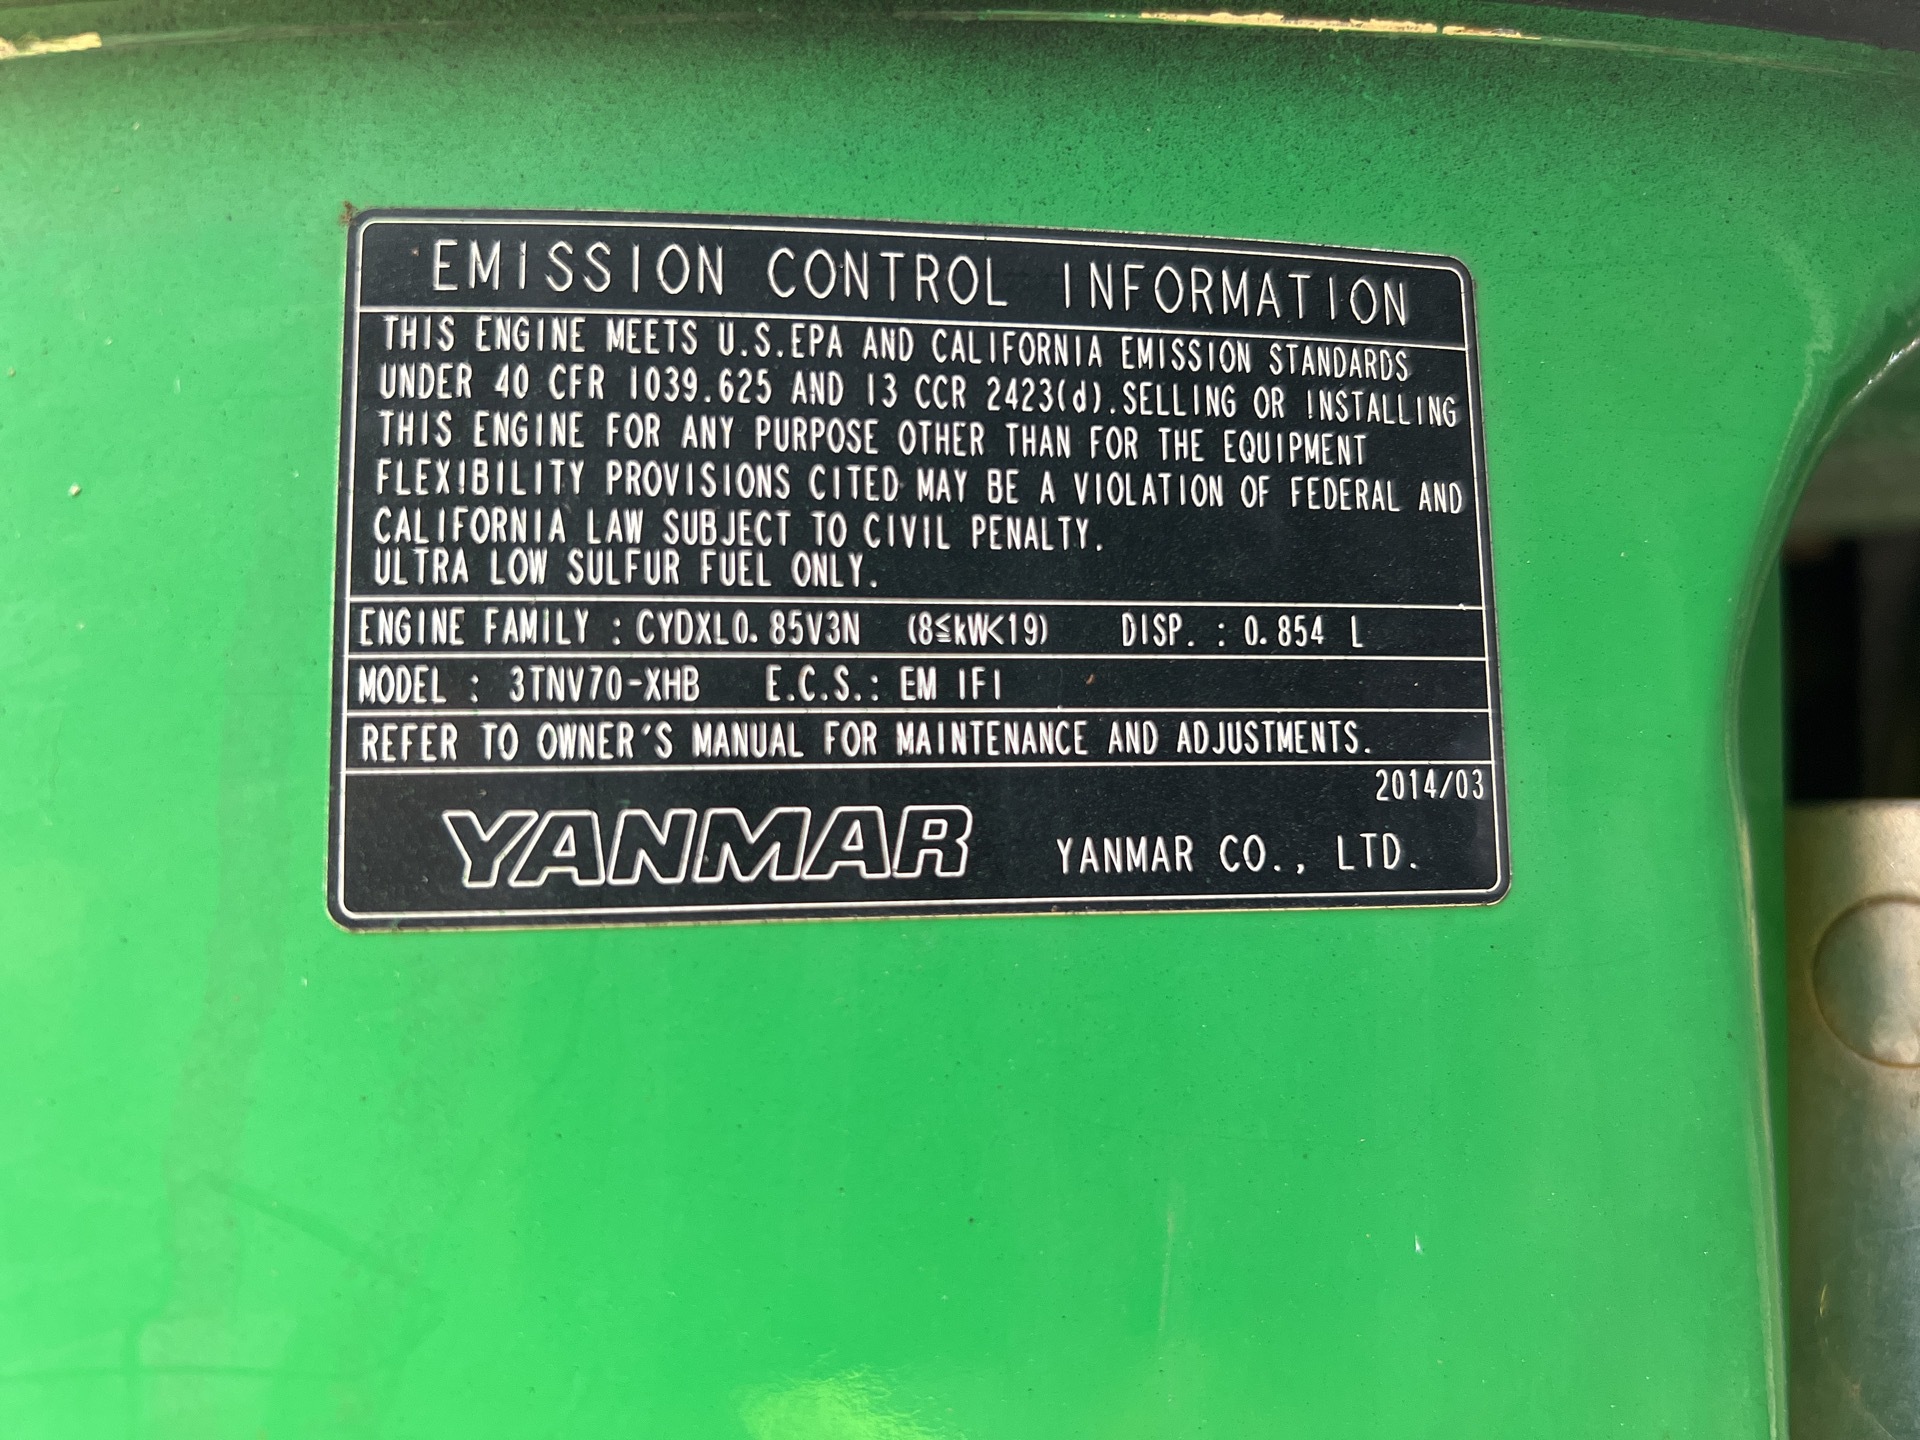 EMISSION CONTROL INFORMATION
THIS ENGINE MEETS U.S.EPA AND CALIFORNIA EMISSION STANDARDS
UNDER 40 CFR 1039.625 AND 13 CCR 2423(d).SELLING OR INSTALLING
THIS ENGINE FOR ANY PURPOSE OTHER THAN FOR THE EQUIPMENT
FLEXIBILITY PROVISIONS CITED MAY BE A VIOLATION OF FEDERAL AND
CALIFORNIA LAW SUBJECT TO CIVIL PENALTY.
ULTRA LOW SULFUR FUEL ONLY.
ENGINE FAMILY : CYDXL0.85V3N (8≦kW<19) DISP. : 0.854 L
MODEL : 3TNV70-XHB E.C.S.: EM IFI
REFER TO OWNER'S MANUAL FOR MAINTENANCE AND ADJUSTMENTS.
2014/03
YANMAR YANMAR CO., LTD.